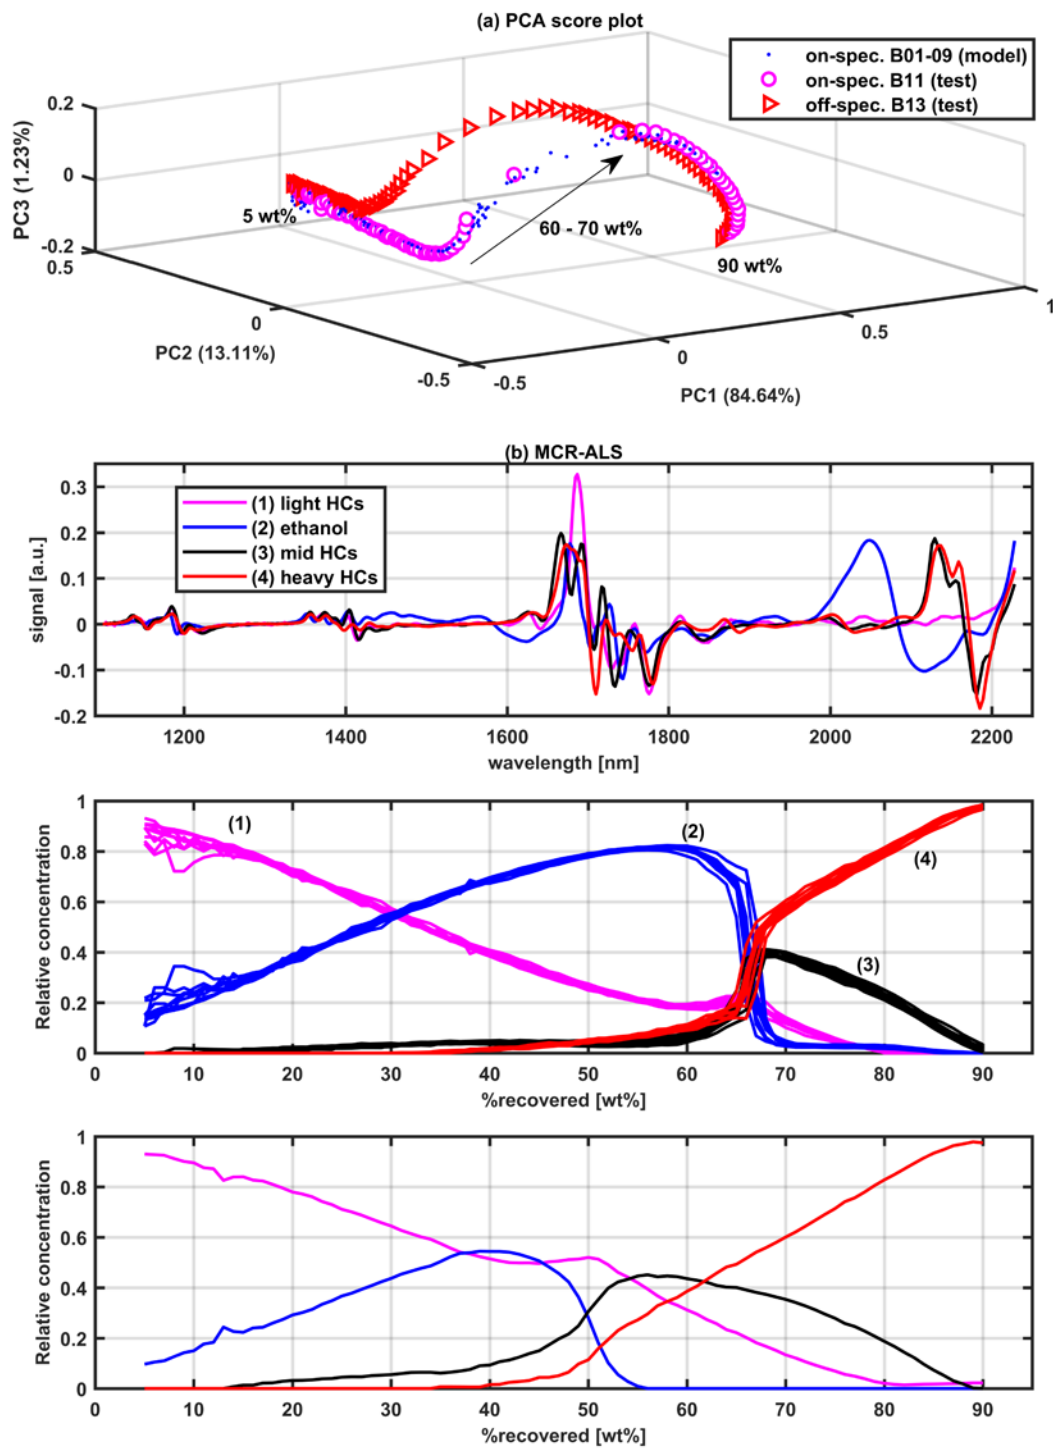 (a) PCA score plot
on-spec. B01-09 (model)
on-spec. B11 (test)
off-spec. B13 (test)
0.2
0
-0.2
PC3 (1.23%)
5 wt%
60 - 70 wt%
90 wt%
0.5
0
-0.5
PC2 (13.11%)
-0.5
0
0.5
1
PC1 (84.64%)
(b) MCR-ALS
(1) light HCs
(2) ethanol
(3) mid HCs
(4) heavy HCs
0.3
0.2
0.1
0
-0.1
-0.2
signal [a.u.]
1200 1400 1600 1800 2000 2200
wavelength [nm]
1
0.8
0.6
0.4
0.2
0
Relative concentration
(1)
(2)
(4)
(3)
0 10 20 30 40 50 60 70 80 90
%recovered [wt%]
1
0.8
0.6
0.4
0.2
0
Relative concentration
0 10 20 30 40 50 60 70 80 90
%recovered [wt%]